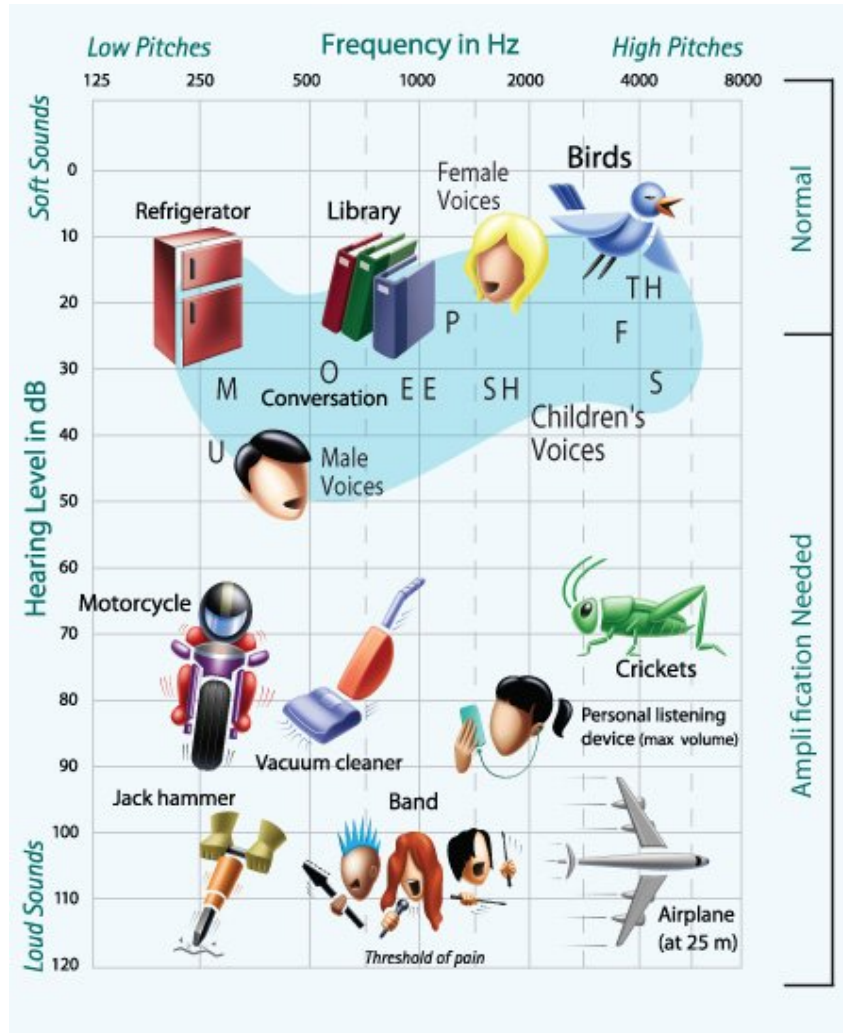 Low Pitches
Frequency in Hz
High Pitches
125 250 500 1000 2000 4000 8000
Soft Sounds
Hearing Level in dB
Loud Sounds
0
10
20
30
40
50
60
70
80
90
100
110
120
Normal
Amplification Needed
Birds
Female
Voices
Refrigerator
Library
TH
P
F
O
M
Conversation
EE
SH
S
Children's
Voices
U
Male
Voices
Motorcycle
Crickets
Personal listening
device (max volume)
Vacuum cleaner
Jack hammer
Band
Airplane
(at 25 m)
Threshold of pain